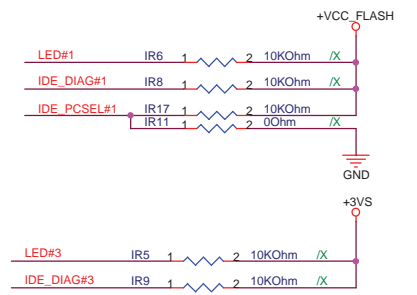 +VCC_FLASH
LED#1 IR6 1 2 10KOhm /X
IDE_DIAG#1 IR8 1 2 10KOhm /X
IDE_PCSEL#1 IR17 1 2 10KOhm
IR11 1 2 0Ohm /X
GND
+3VS
LED#3 IR5 1 2 10KOhm /X
IDE_DIAG#3 IR9 1 2 10KOhm /X